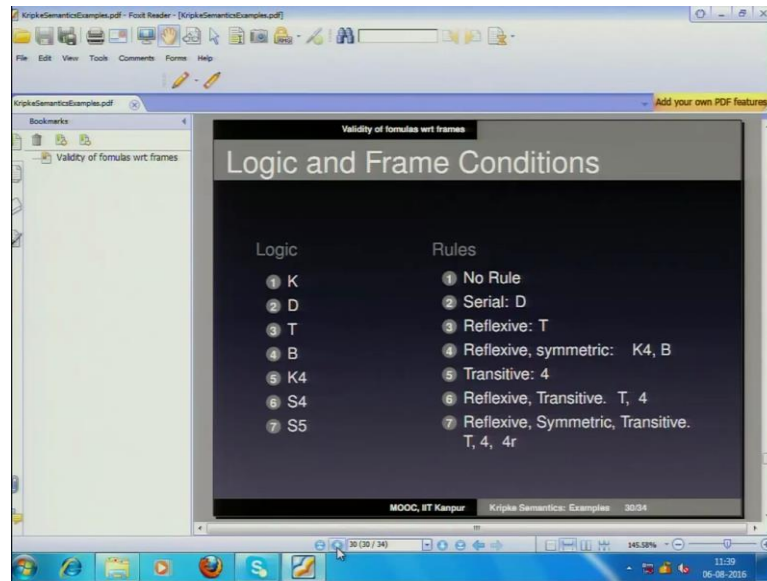 KripkeSemanticsExamples.pdf - Foxit Reader - [KripkeSemanticsExamples.pdf]
File Edit View Tools Comments Forms Help
KripkeSemanticsExamples.pdf
Add your own PDF features
Bookmarks
Validity of fomulas wrt frames
Validity of fomulas wrt frames
Logic and Frame Conditions
Logic
1 K
2 D
3 T
4 B
5 K4
6 S4
7 S5
Rules
1 No Rule
2 Serial: D
3 Reflexive: T
4 Reflexive, symmetric: K4, B
5 Transitive: 4
6 Reflexive, Transitive. T, 4
7 Reflexive, Symmetric, Transitive.
T, 4, 4r
MOOC, IIT Kanpur Kripke Semantics: Examples 30/34
30 (30 / 34)
145.58%
11:39
06-08-2016